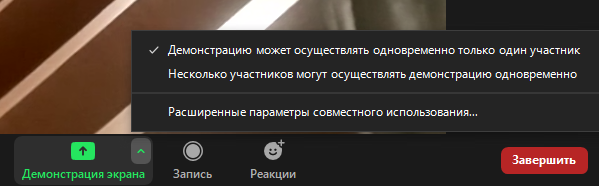 Демонстрацию может осуществлять одновременно только один участник
Несколько участников могут осуществлять демонстрацию одновременно
Расширенные параметры совместного использования...
Демонстрация экрана
Запись
Реакции
Завершить